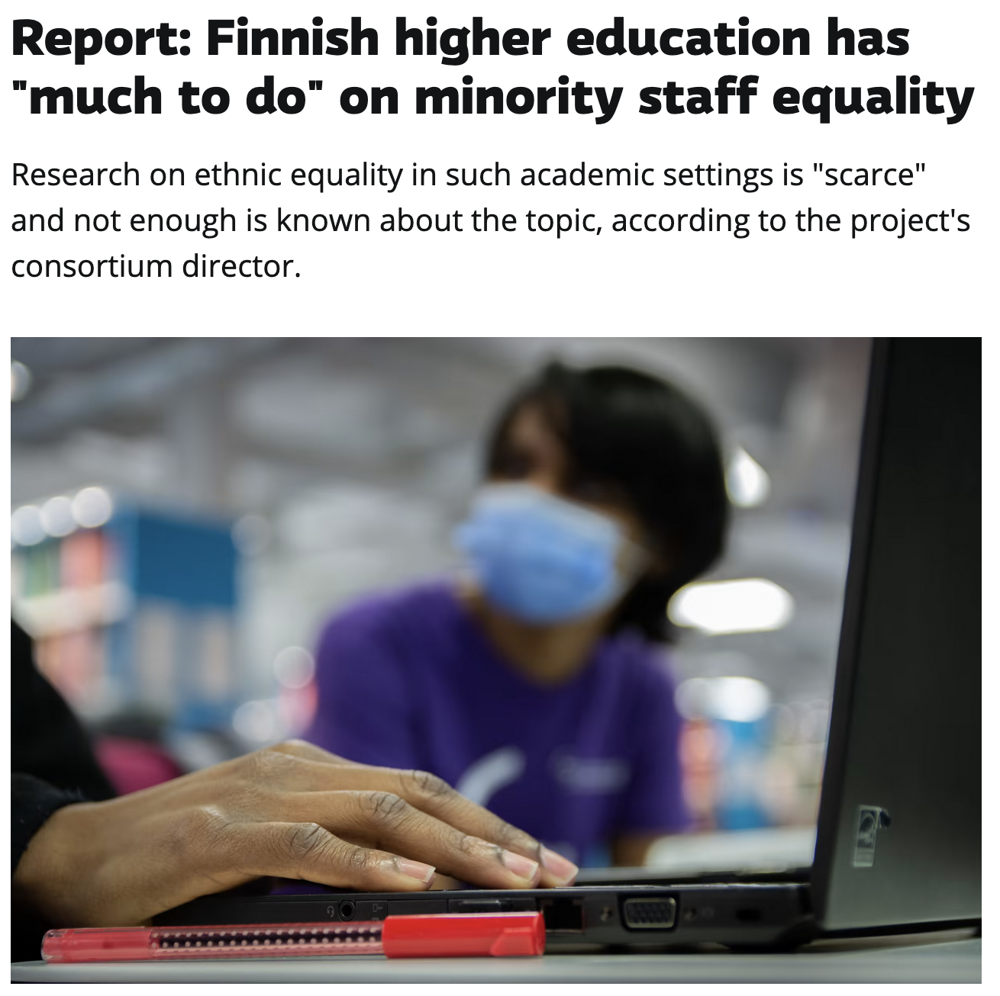 Report: Finnish higher education has
"much to do" on minority staff equality
Research on ethnic equality in such academic settings is "scarce"
and not enough is known about the topic, according to the project's
consortium director.